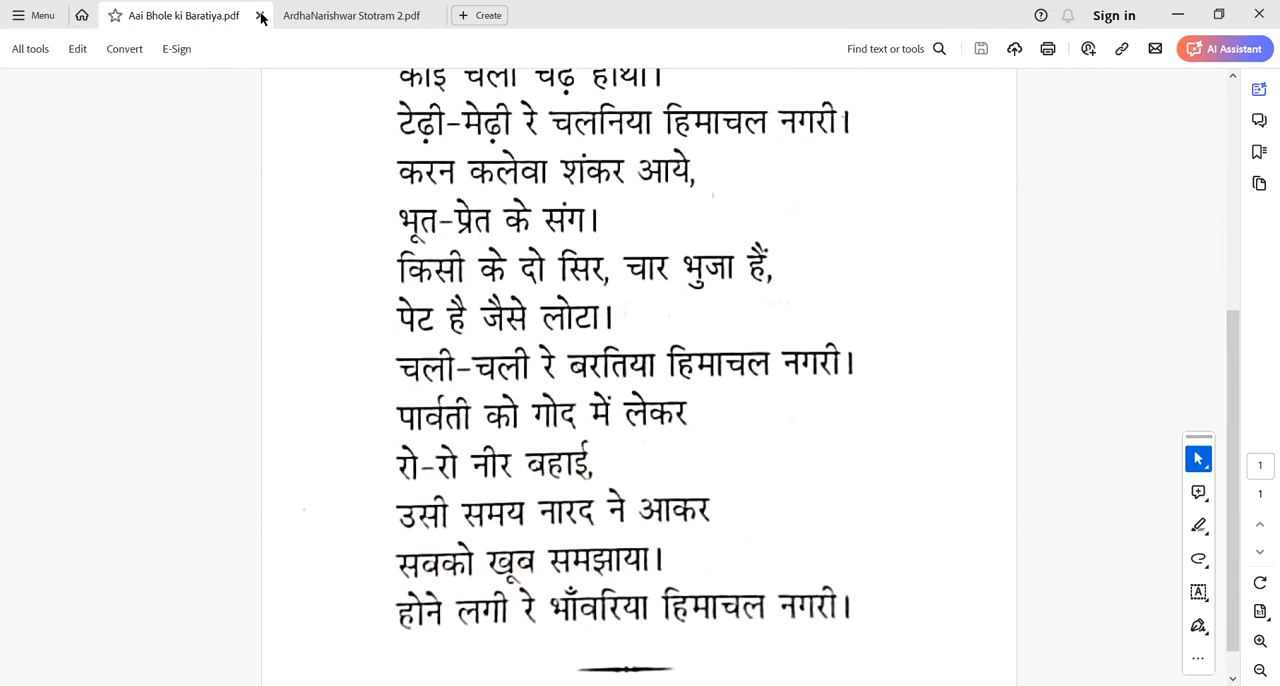 Menu
Aai Bhole ki Baratiya.pdf
ArdhaNarishwar Stotram 2.pdf
+ Create
Sign in
All tools
Edit
Convert
E-Sign
Find text or tools
AI Assistant
टेढ़ी-मेढ़ी रे चलनिया हिमाचल नगरी।
करन कलेवा शंकर आये,
भूत-प्रेत के संग।
किसी के दो सिर, चार भुजा हैं,
पेट है जैसे लोटा।
चली-चली रे बरतिया हिमाचल नगरी।
पार्वती को गोद में लेकर
रो-रो नीर बहाई,
उसी समय नारद ने आकर
सबको खूब समझाया।
होने लगी रे भाँवरिया हिमाचल नगरी।
1
1